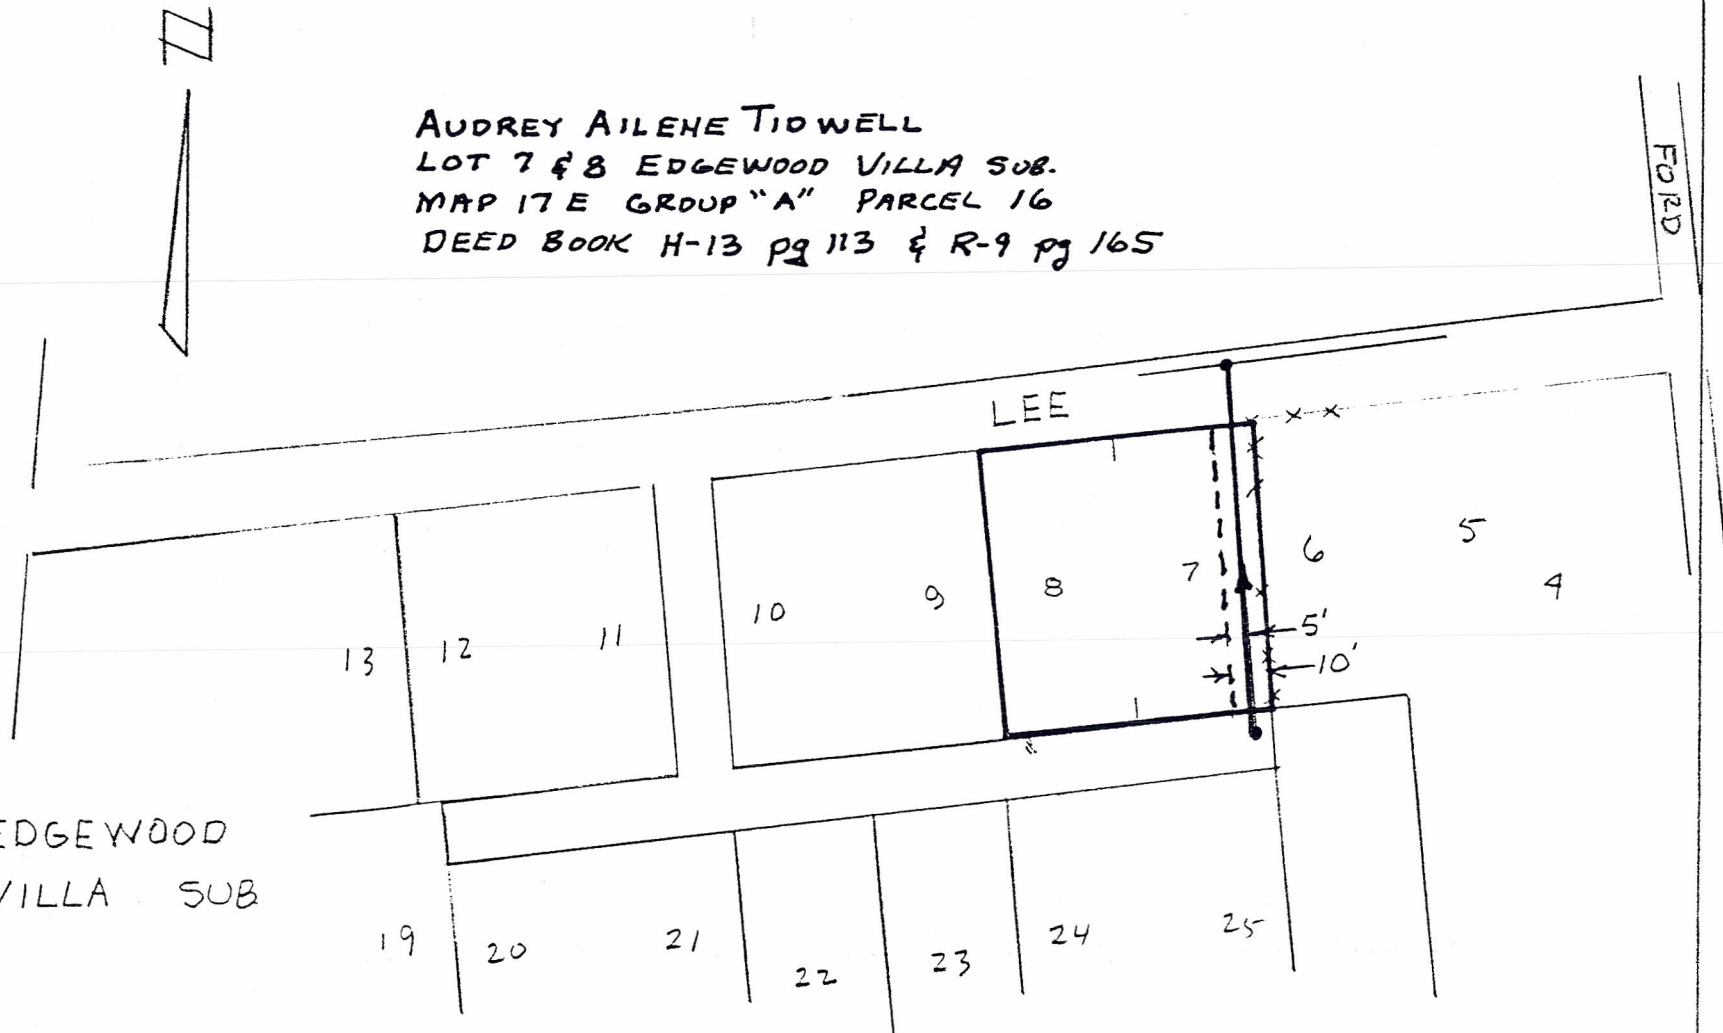 N
AUDREY AILENE TIDWELL
LOT 7 & 8 EDGEWOOD VILLA SUB.
MAP 17 E GROUP "A" PARCEL 16
DEED BOOK H-13 pg 113 & R-9 pg 165
FORD
LEE
13
12
11
10
9
8
7
6
5
4
5'
10'
EDGEWOOD
VILLA SUB
19
20
21
22
23
24
25